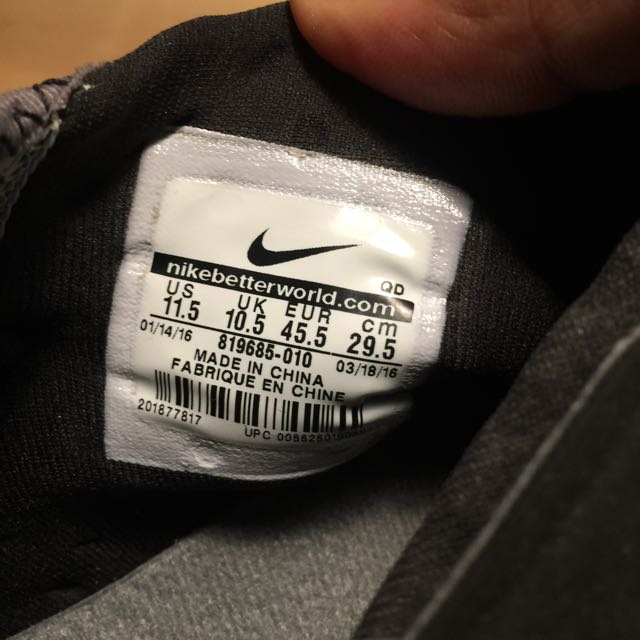 QD
nikebetterworld.com
US UK EUR cm
11.5 10.5 45.5 29.5
01/14/16 819685-010 03/18/16
MADE IN CHINA
FABRIQUE EN CHINE
201877817
UPC